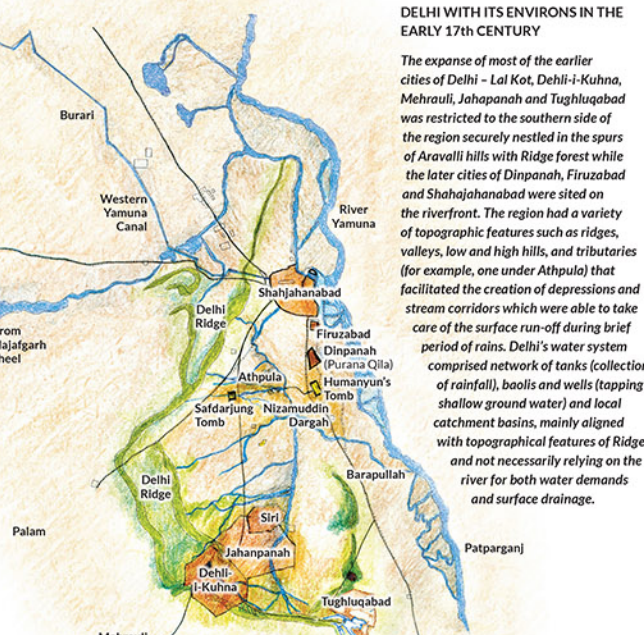 DELHI WITH ITS ENVIRONS IN THE
EARLY 17th CENTURY
The expanse of most of the earlier
cities of Delhi – Lal Kot, Dehli-i-Kuhna,
Mehrauli, Jahapanah and Tughluqabad
was restricted to the southern side of
the region securely nestled in the spurs
of Aravalli hills with Ridge forest while
the later cities of Dinpanah, Firuzabad
and Shahajahanabad were sited on
the riverfront. The region had a variety
of topographic features such as ridges,
valleys, low and high hills, and tributaries
(for example, one under Athpula) that
facilitated the creation of depressions and
stream corridors which were able to take
care of the surface run-off during brief
period of rains. Delhi's water system
comprised network of tanks (collection
of rainfall), baolis and wells (tapping
shallow ground water) and local
catchment basins, mainly aligned
with topographical features of Ridge
and not necessarily relying on the
river for both water demands
and surface drainage.
Burari
Western
Yamuna
Canal
River
Yamuna
Shahjahanabad
Delhi
Ridge
rom
ajafgarh
heel
Firuzabad
Dinpanah
(Purana Qila)
Athpula
Humanyun's
Tomb
Safdarjung
Tomb
Nizamuddin
Dargah
Delhi
Ridge
Barapullah
Siri
Palam
Jahanpanah
Patparganj
Dehli-
i-Kuhna
Tughluqabad